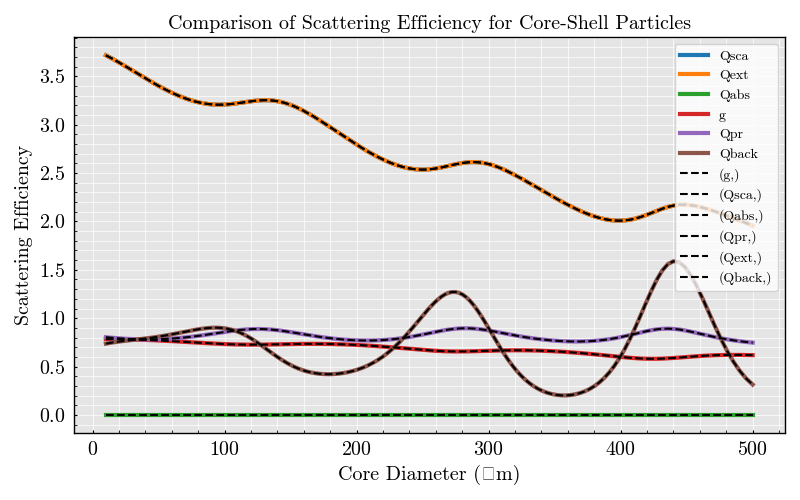 Comparison of Scattering Efficiency for Core-Shell Particles
Scattering Efficiency
3.5
3.0
2.5
2.0
1.5
1.0
0.5
0.0
0 100 200 300 400 500
Core Diameter (□m)
Qsca
Qext
Qabs
g
Qpr
Qback
(g,)
(Qsca,)
(Qabs,)
(Qpr,)
(Qext,)
(Qback,)